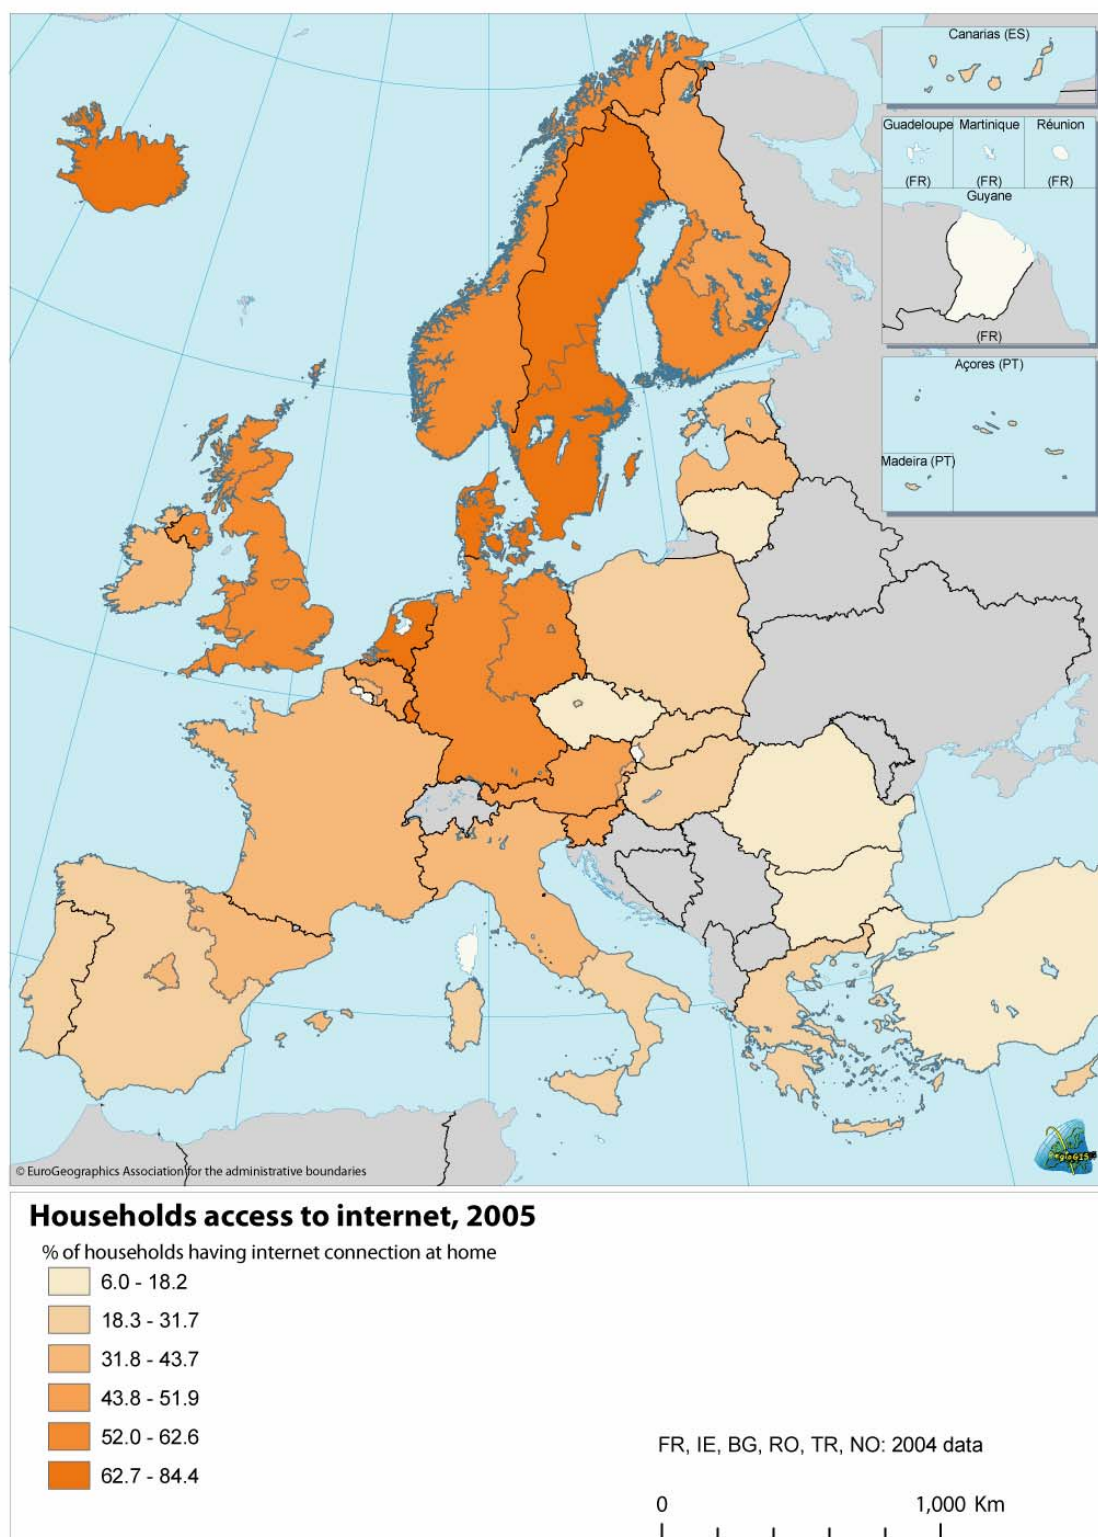 Canarias (ES)
Guadeloupe Martinique Réunion
(FR) (FR) (FR)
Guyane
(FR)
Açores (PT)
Madeira (PT)
© EuroGeographics Association for the administrative boundaries
Households access to internet, 2005
% of households having internet connection at home
6.0 - 18.2
18.3 - 31.7
31.8 - 43.7
43.8 - 51.9
52.0 - 62.6
62.7 - 84.4
FR, IE, BG, RO, TR, NO: 2004 data
0 1,000 Km